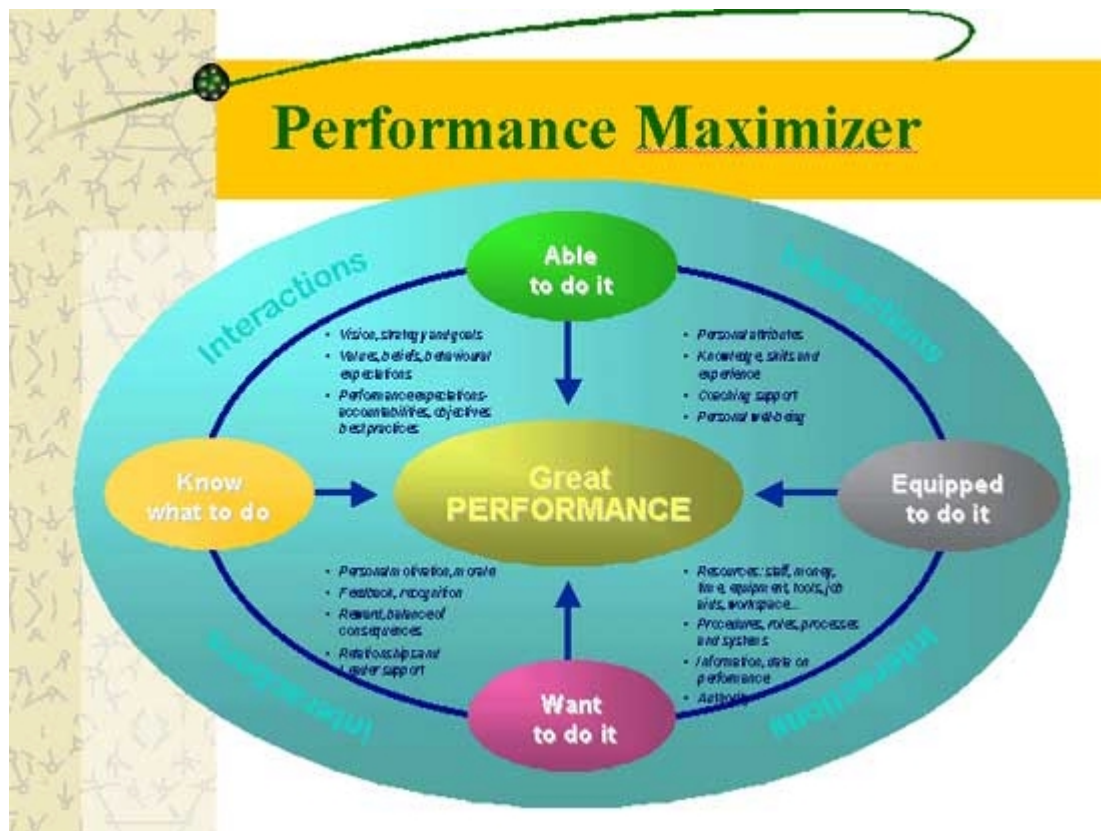 Performance Maximizer
Interactions
Interactions
Able
to do it
• Vision, strategy and goals
• Values, beliefs, behavioural
expectations
• Performance expectations-
accountabilities, objectives
best practices
• Personal attributes
• Knowledge, skills and
experience
• Coaching support
• Personal well-being
Know
what to do
Great
PERFORMANCE
Equipped
to do it
• Personal motivation, morale
• Feedback, recognition
• Reward, balance of
consequences
• Relationships and
Leader support
• Resources: staff, money,
time, equipment, tools, job
aids, workspace...
• Procedures, roles, processes
and systems
• Information, data on
performance
• Authority
Interactions
Interactions
Want
to do it